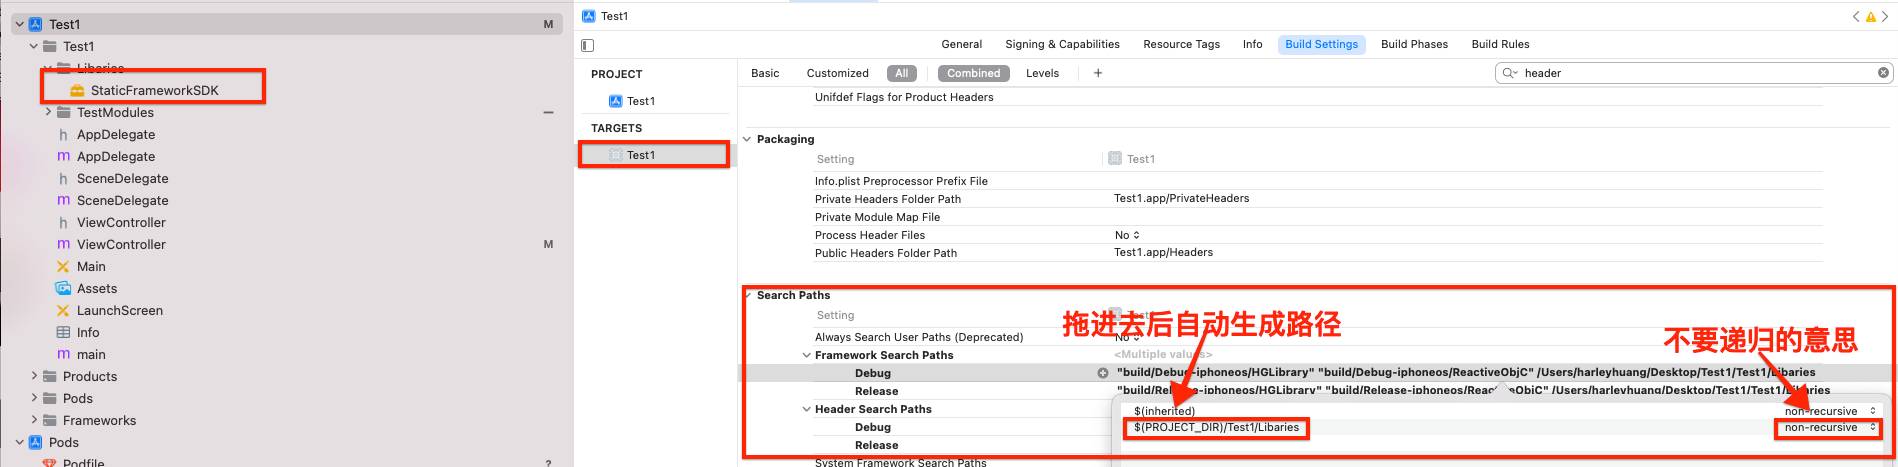 Test1
M
Test1
Libaries
StaticFrameworkSDK
TestModules
AppDelegate
AppDelegate
SceneDelegate
SceneDelegate
ViewController
ViewController
M
Main
Assets
LaunchScreen
Info
main
Products
Pods
Frameworks
Pods
Podfile
?
Test1
General Signing & Capabilities Resource Tags Info Build Settings Build Phases Build Rules
PROJECT
Test1
TARGETS
Test1
Basic Customized All Combined Levels +
header
Unifdef Flags for Product Headers
Packaging
Setting Test1
Info.plist Preprocessor Prefix File
Private Headers Folder Path Test1.app/PrivateHeaders
Private Module Map File
Process Header Files No
Public Headers Folder Path Test1.app/Headers
Search Paths
Setting
拖进去后自动生成路径
不要递归的意思
Always Search User Paths (Deprecated) No
Framework Search Paths <Multiple values>
Debug "build/Debug-iphoneos/HGLibrary" "build/Debug-iphoneos/ReactiveObjC" /Users/harleyhuang/Desktop/Test1/Test1/Libaries
Release "build/Release-iphoneos/HGLibrary" "build/Release-iphoneos/ReactiveObjC" /Users/harleyhuang/Desktop/Test1/Test1/Libaries
Header Search Paths
Debug
Release
System Framework Search Paths
$(inherited) non-recursive
$(PROJECT_DIR)/Test1/Libaries non-recursive